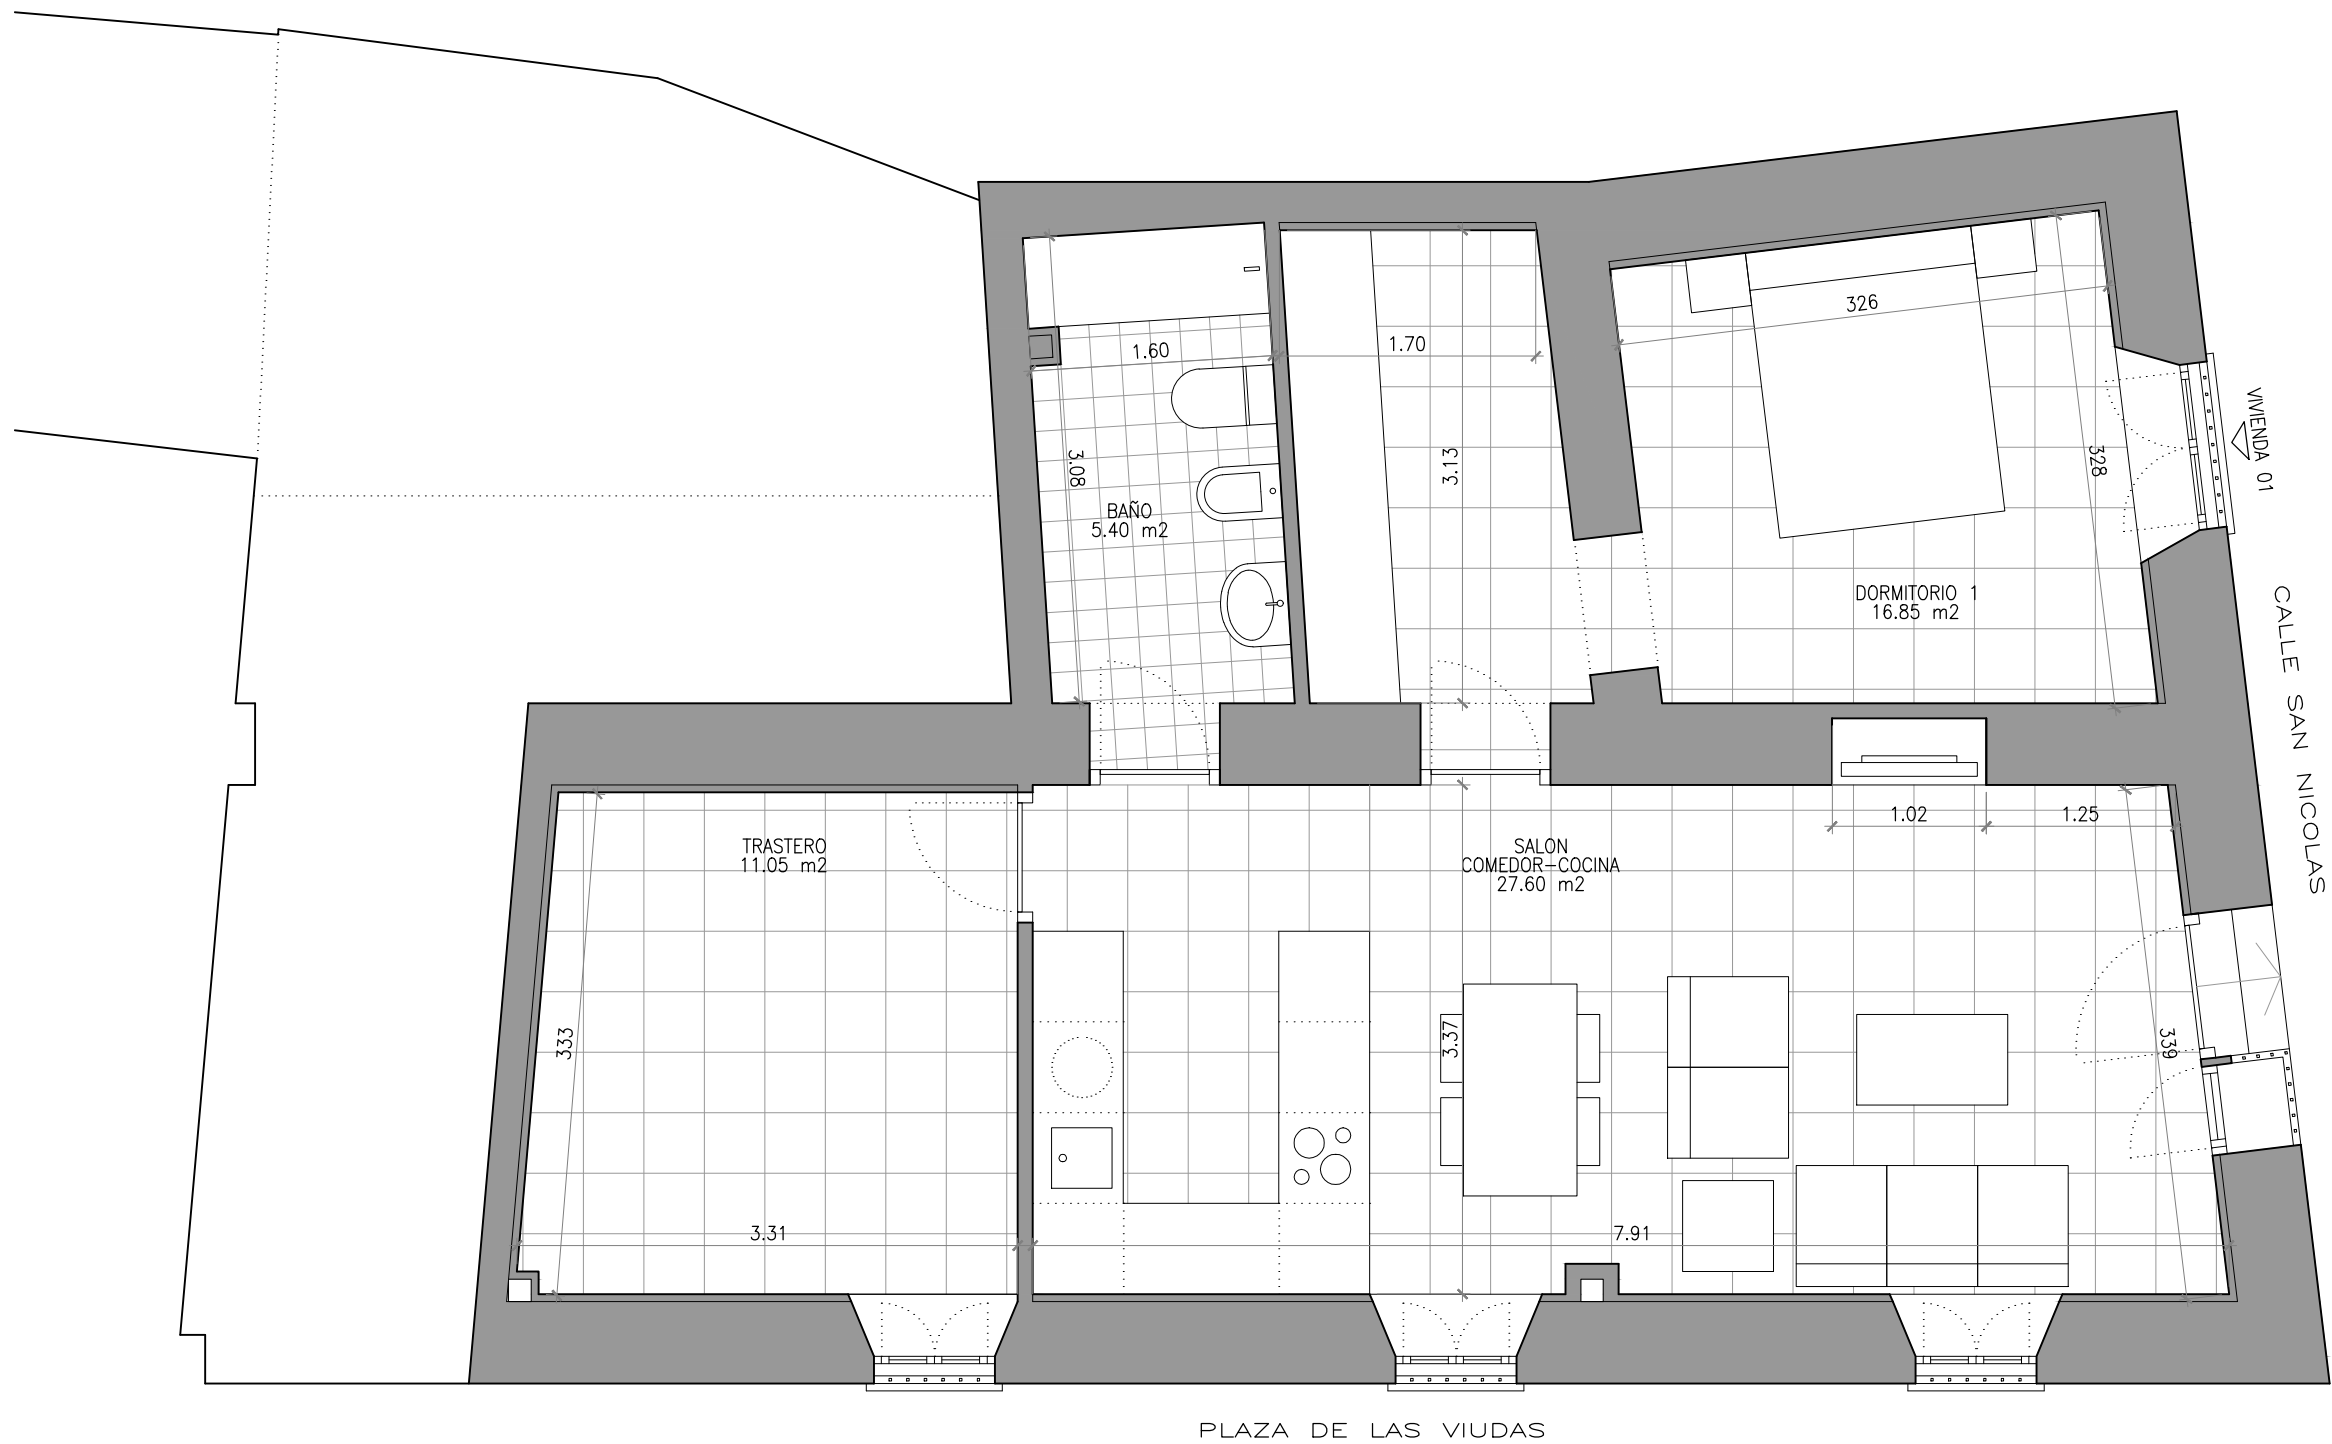 326
1.60
1.70
VIVIENDA 01
3.08
3.13
328
BAÑO
5.40 m2
DORMITORIO 1
16.85 m2
CALLE SAN NICOLAS
1.02
1.25
TRASTERO
11.05 m2
SALON
COMEDOR-COCINA
27.60 m2
333
3.37
339
3.31
7.91
PLAZA DE LAS VIUDAS